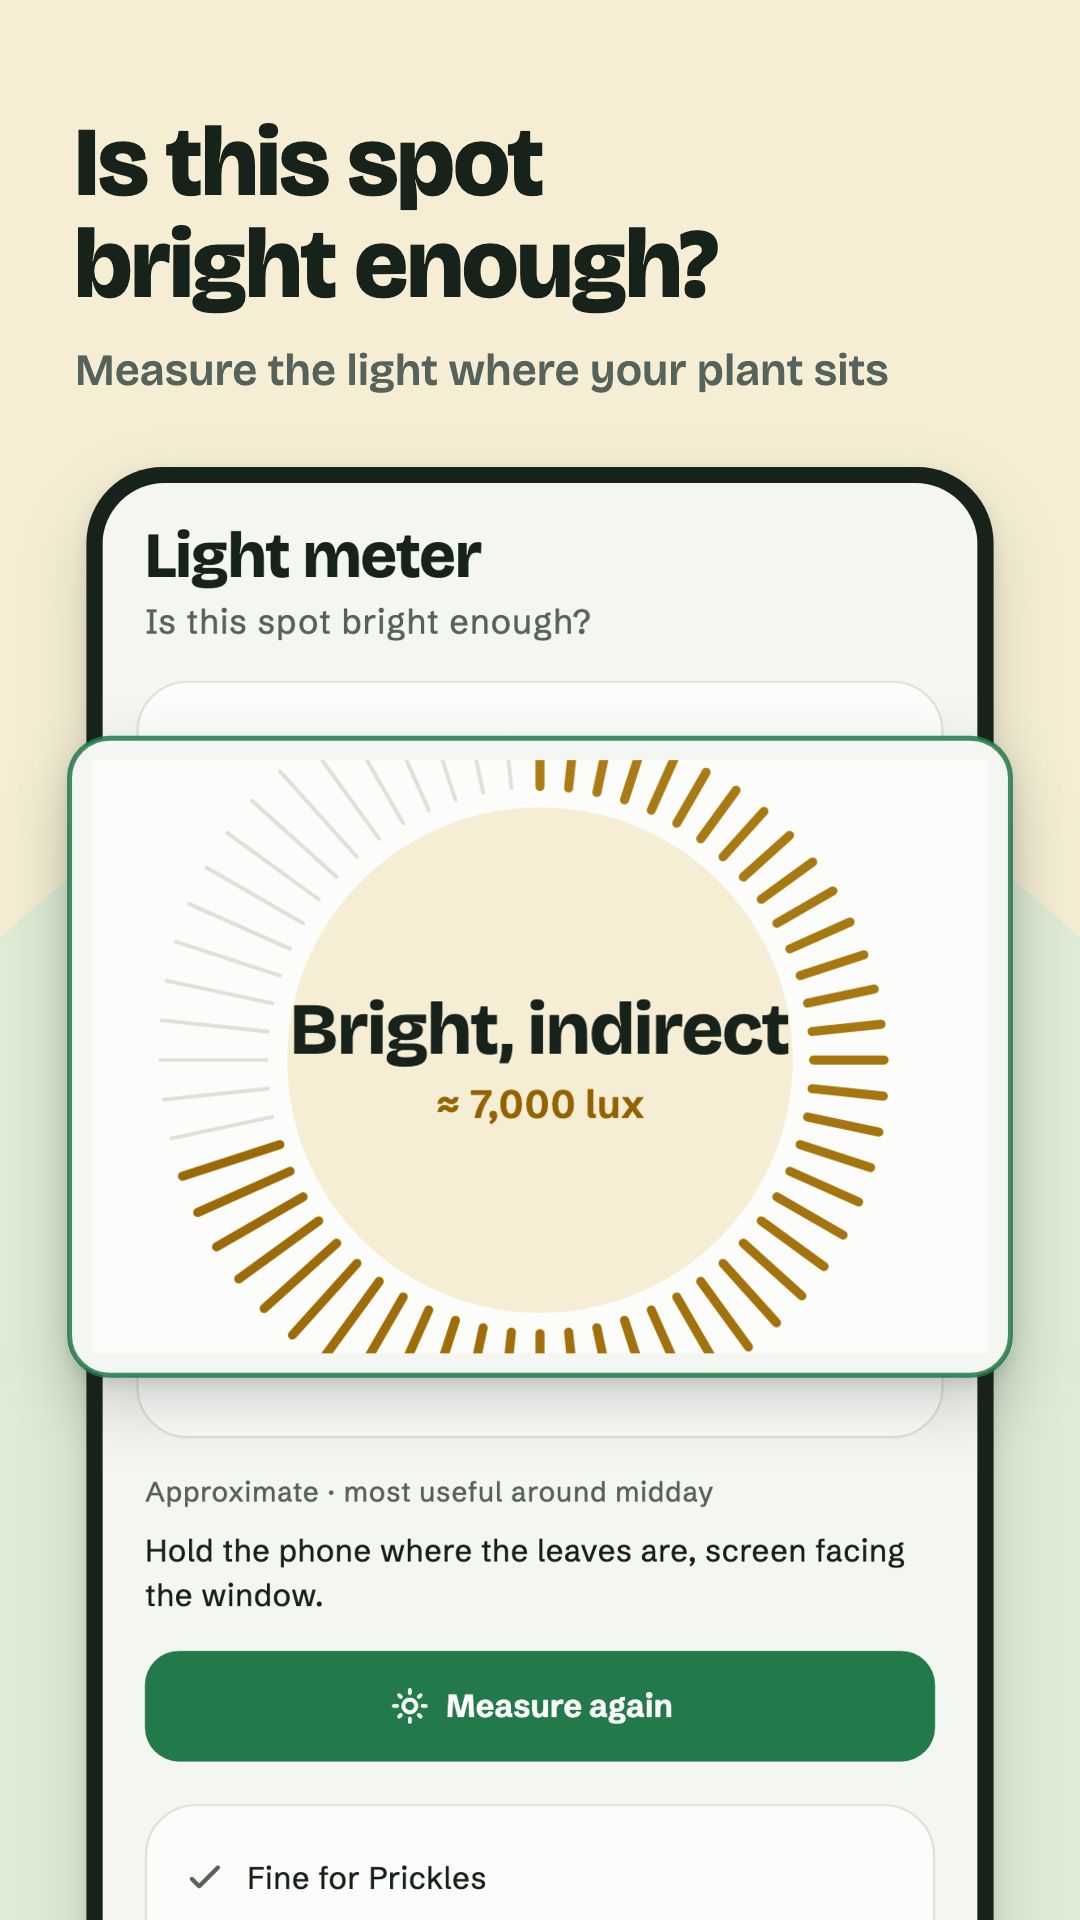 Is this spot
bright enough?
Measure the light where your plant sits
Light meter
Is this spot bright enough?
Bright, indirect
≈ 7,000 lux
Approximate · most useful around midday
Hold the phone where the leaves are, screen facing
the window.
Measure again
Fine for Prickles